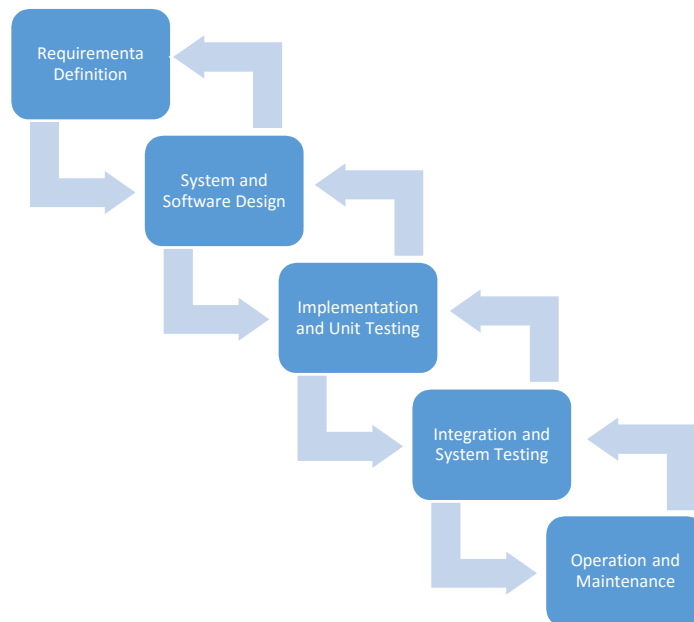 Requirementa
Definition
System and
Software Design
Implementation
and Unit Testing
Integration and
System Testing
Operation and
Maintenance